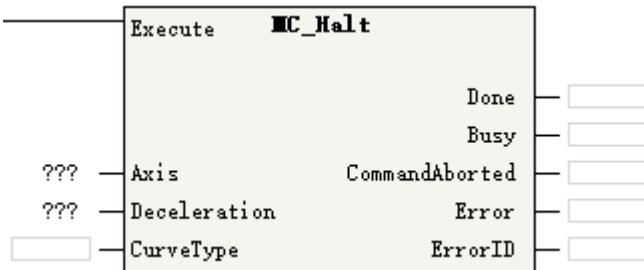 MC_Halt
Execute
Done
Busy
??? Axis CommandAborted
??? Deceleration Error
CurveType ErrorID